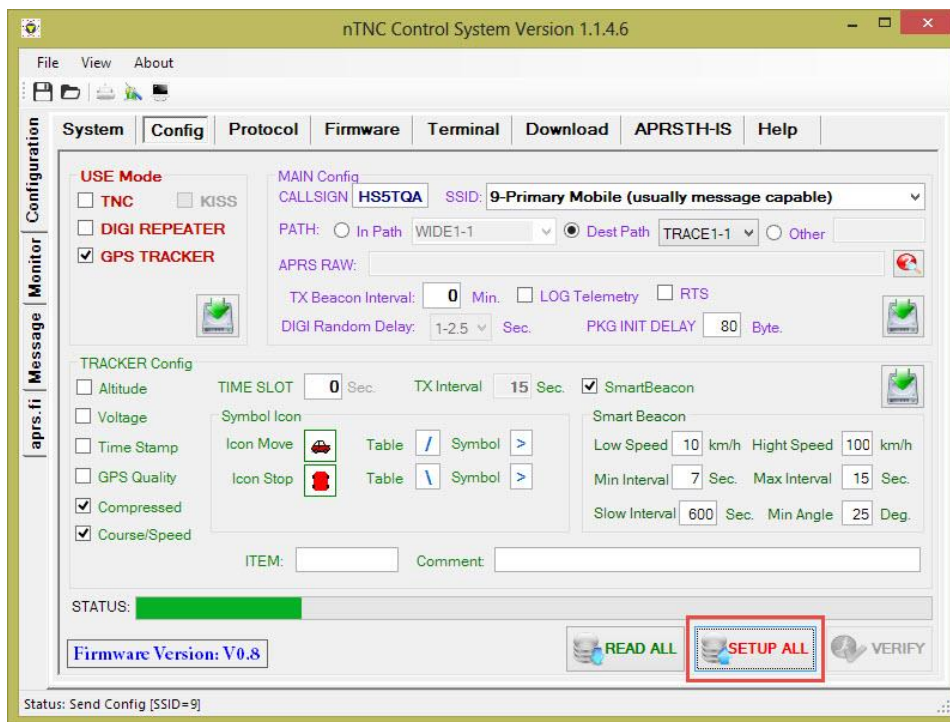 nTNC Control System Version 1.1.4.6
File View About
Configuration
Monitor
Message
aprs.fi
System Config Protocol Firmware Terminal Download APRSTH-IS Help
USE Mode
TNC KISS
DIGI REPEATER
GPS TRACKER
MAIN Config
CALLSIGN HS5TQA SSID: 9-Primary Mobile (usually message capable)
PATH: In Path WIDE1-1 Dest Path TRACE1-1 Other
APRS RAW:
TX Beacon Interval: 0 Min. LOG Telemetry RTS
DIGI Random Delay: 1-2.5 Sec. PKG INIT DELAY 80 Byte.
TRACKER Config
Altitude
Voltage
Time Stamp
GPS Quality
Compressed
Course/Speed
TIME SLOT 0 Sec. TX Interval 15 Sec. SmartBeacon
Symbol Icon
Icon Move Table / Symbol >
Icon Stop Table \ Symbol >
Smart Beacon
Low Speed 10 km/h Hight Speed 100 km/h
Min Interval 7 Sec. Max Interval 15 Sec.
Slow Interval 600 Sec. Min Angle 25 Deg.
ITEM: Comment:
STATUS:
Firmware Version: V0.8
READ ALL SETUP ALL VERIFY
Status: Send Config [SSID=9]